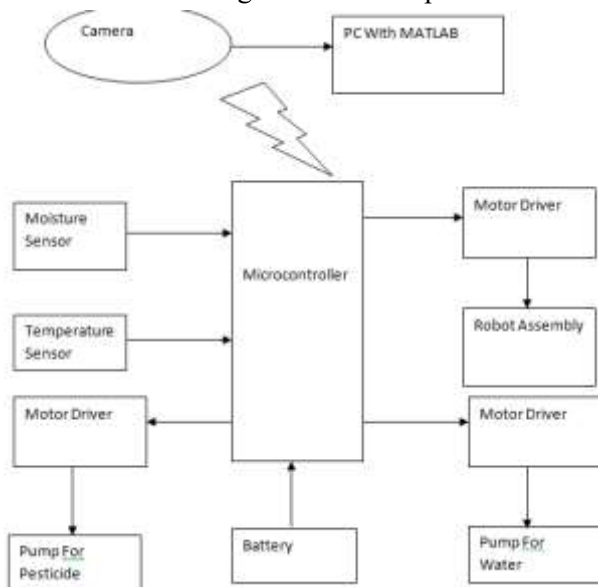 Camera
PC With MATLAB
Moisture
Sensor
Microcontroller
Motor Driver
Temperature
Sensor
Robot Assembly
Motor Driver
Motor Driver
Pump For
Pesticide
Battery
Pump For
Water